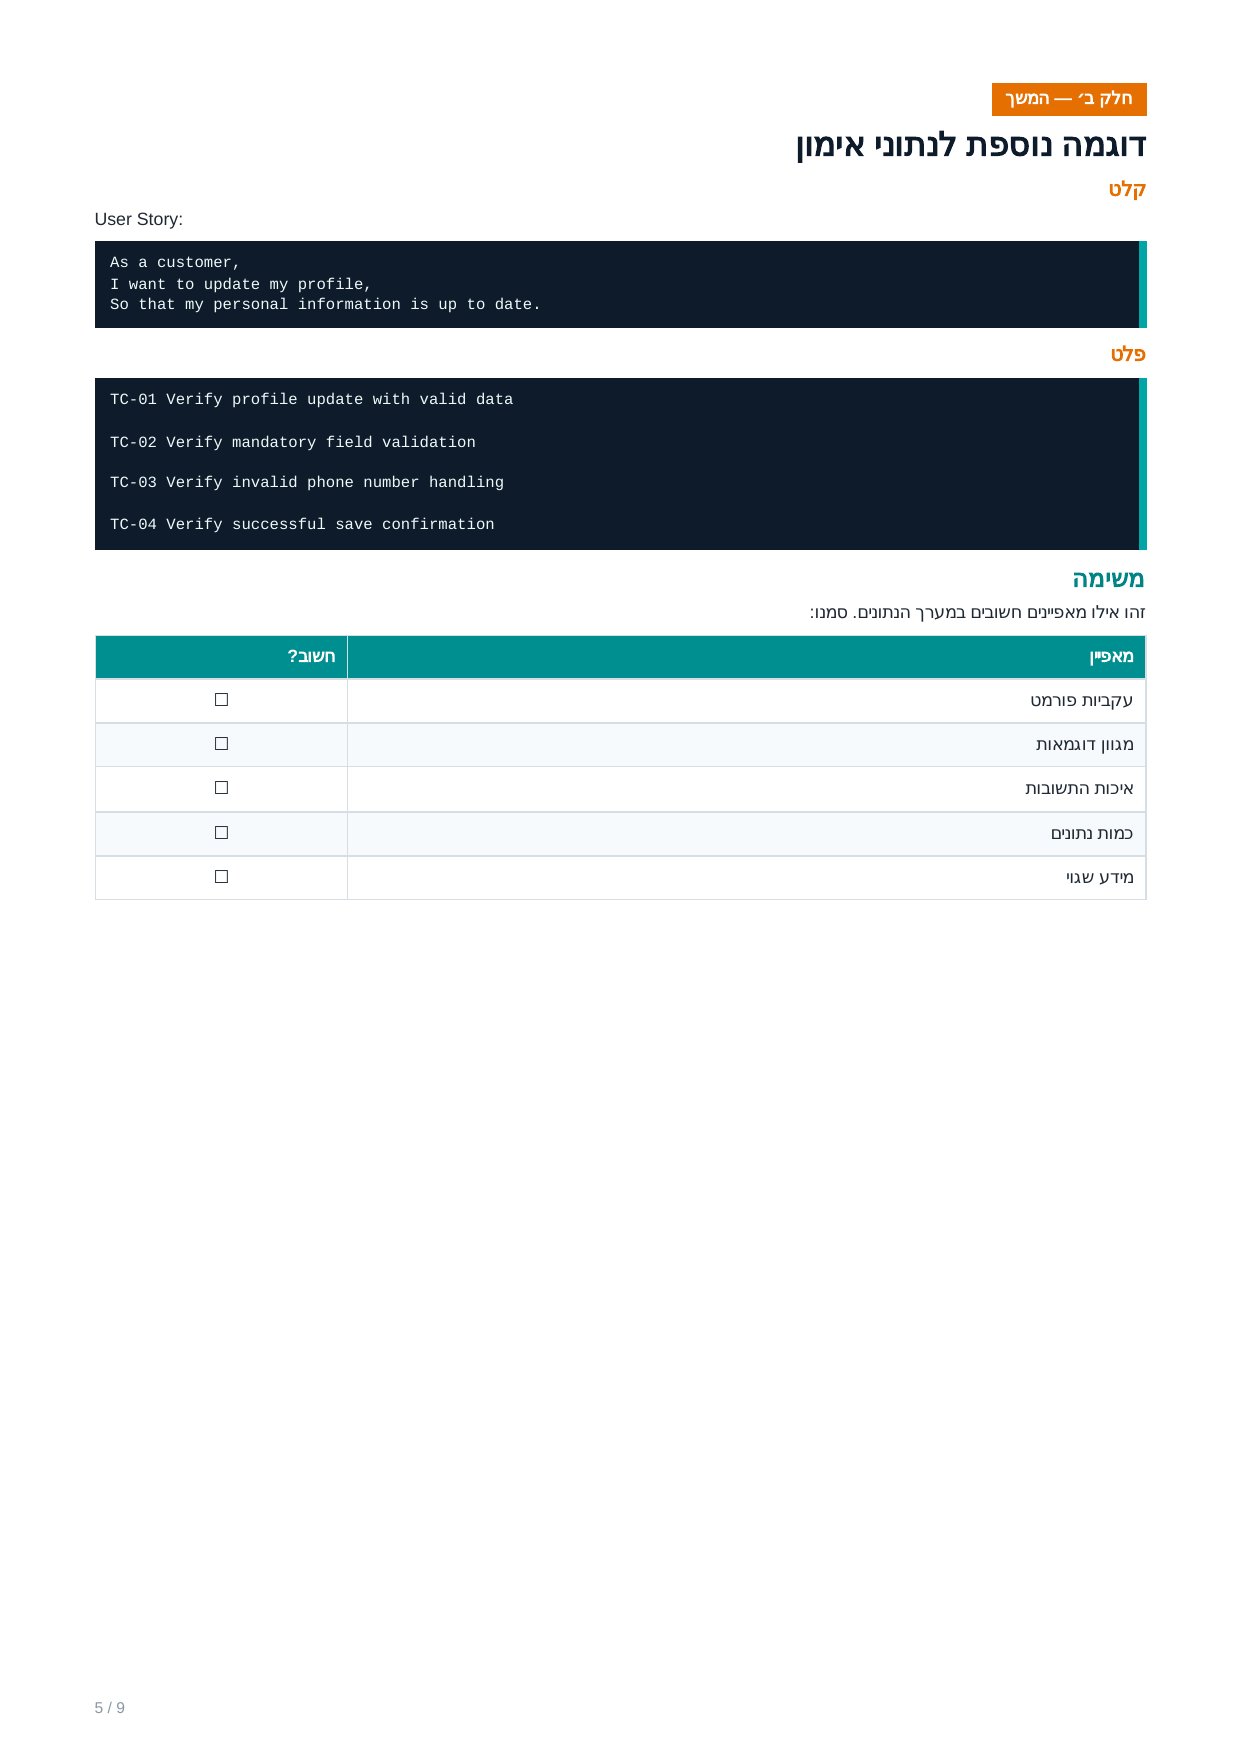 חלק ב׳ — המשך
דוגמה נוספת לנתוני אימון
קלט
User Story:
As a customer,
I want to update my profile,
So that my personal information is up to date.
פלט
TC-01 Verify profile update with valid data
TC-02 Verify mandatory field validation
TC-03 Verify invalid phone number handling
TC-04 Verify successful save confirmation
משימה
זהו אילו מאפיינים חשובים במערך הנתונים. סמנו:
מאפיין חשוב?
עקביות פורמט ☐
מגוון דוגמאות ☐
איכות התשובות ☐
כמות נתונים ☐
מידע שגוי ☐
5 / 9